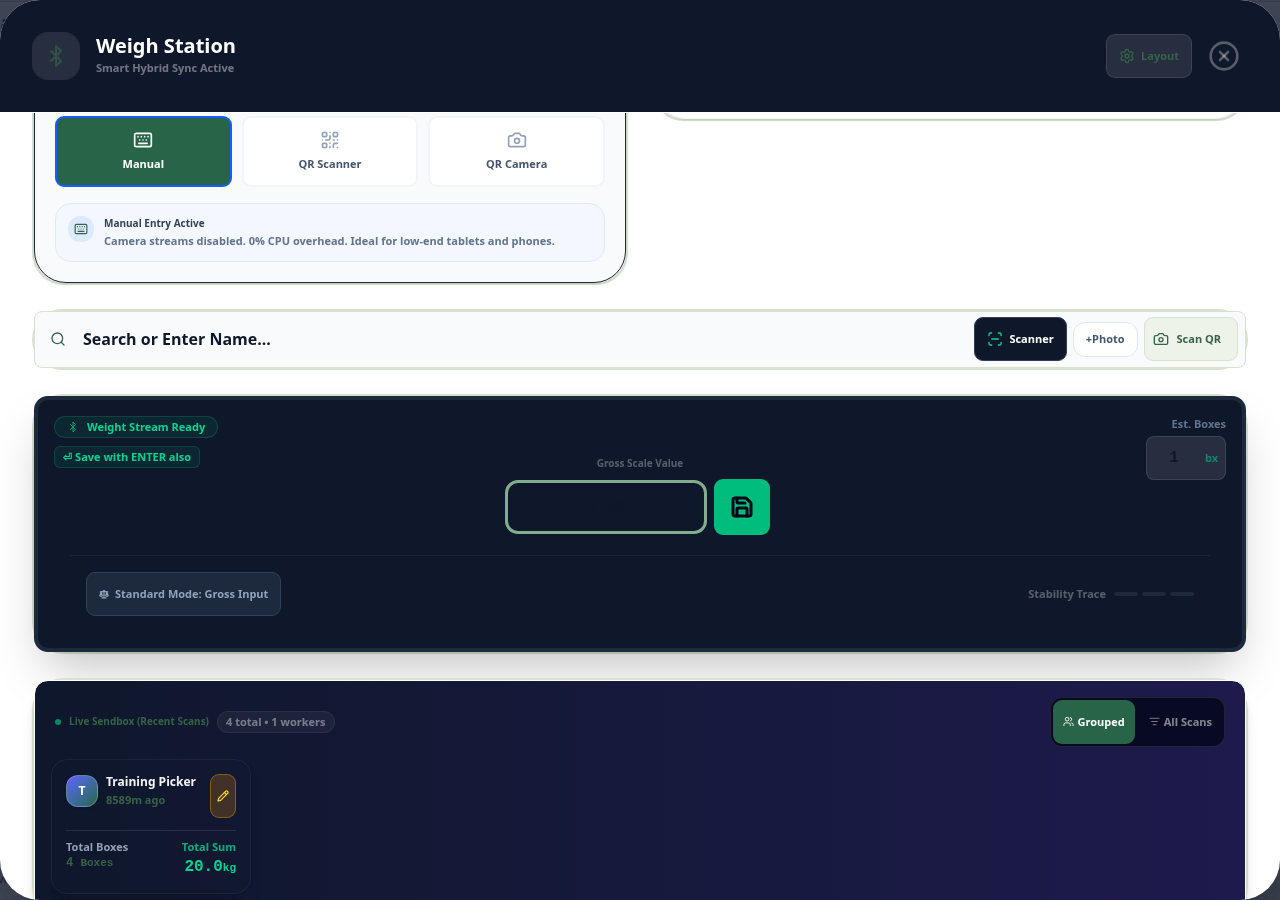 Weigh Station
Smart Hybrid Sync Active
Layout
Manual
QR Scanner
QR Camera
Manual Entry Active
Camera streams disabled. 0% CPU overhead. Ideal for low-end tablets and phones.
Search or Enter Name...
Scanner
+Photo
Scan QR
Weight Stream Ready
⏎ Save with ENTER also
Est. Boxes
1 bx
Gross Scale Value
Standard Mode: Gross Input
Stability Trace
Live Sendbox (Recent Scans)
4 total • 1 workers
Grouped
All Scans
T
Training Picker
8589m ago
Total Boxes
Total Sum
4 Boxes
20.0kg